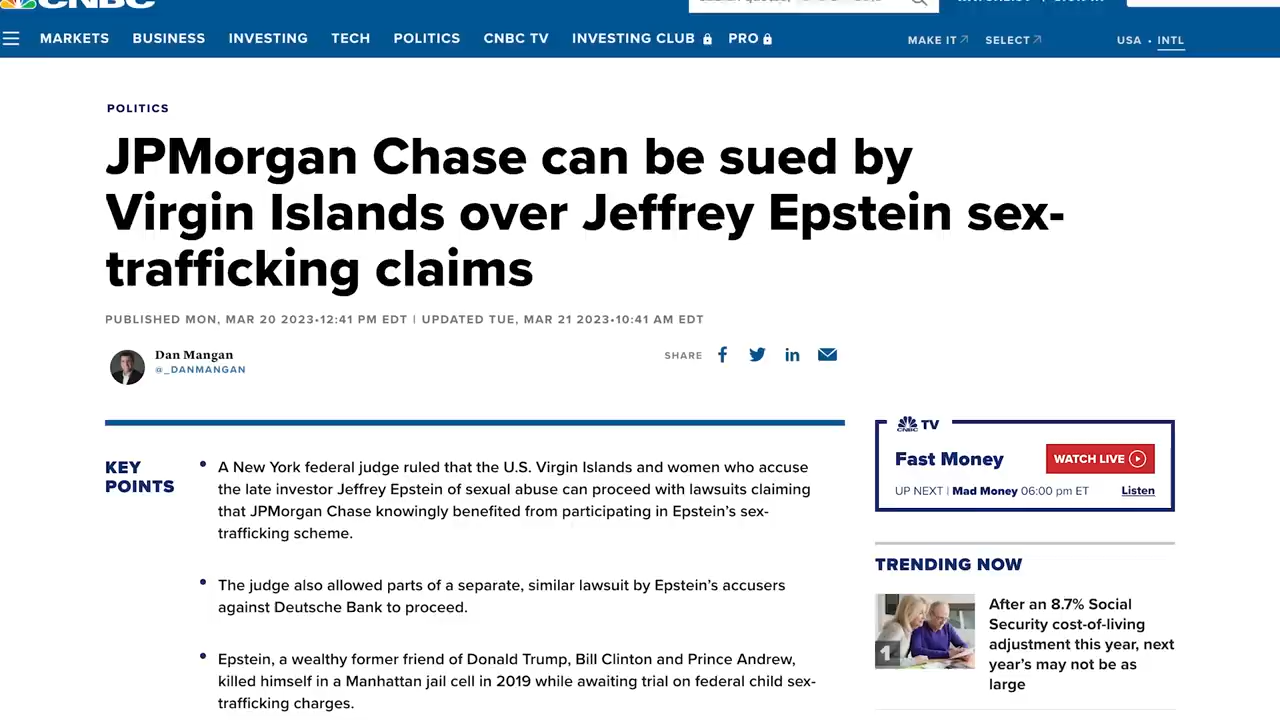 CNBC
MARKETS BUSINESS INVESTING TECH POLITICS CNBC TV INVESTING CLUB PRO MAKE IT SELECT USA • INTL
POLITICS
JPMorgan Chase can be sued by
Virgin Islands over Jeffrey Epstein sex-
trafficking claims
PUBLISHED MON, MAR 20 2023•12:41 PM EDT | UPDATED TUE, MAR 21 2023•10:41 AM EDT
Dan Mangan
@_DANMANGAN
SHARE
KEY
POINTS
• A New York federal judge ruled that the U.S. Virgin Islands and women who accuse
the late investor Jeffrey Epstein of sexual abuse can proceed with lawsuits claiming
that JPMorgan Chase knowingly benefited from participating in Epstein's sex-
trafficking scheme.
• The judge also allowed parts of a separate, similar lawsuit by Epstein's accusers
against Deutsche Bank to proceed.
• Epstein, a wealthy former friend of Donald Trump, Bill Clinton and Prince Andrew,
killed himself in a Manhattan jail cell in 2019 while awaiting trial on federal child sex-
trafficking charges.
CNBC TV
Fast Money
WATCH LIVE
UP NEXT | Mad Money 06:00 pm ET
Listen
TRENDING NOW
1
After an 8.7% Social
Security cost-of-living
adjustment this year, next
year's may not be as
large